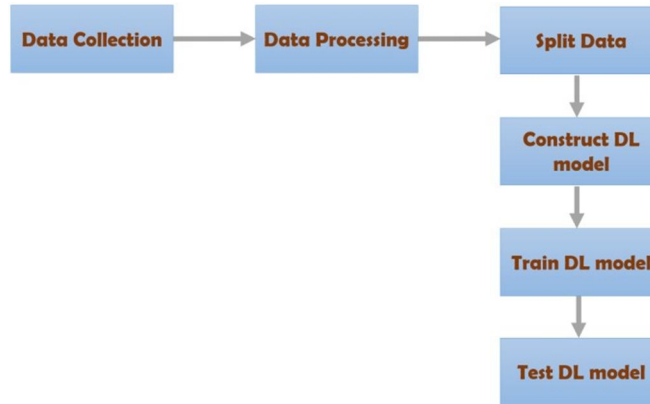 Data Collection
Data Processing
Split Data
Construct DL
model
Train DL model
Test DL model